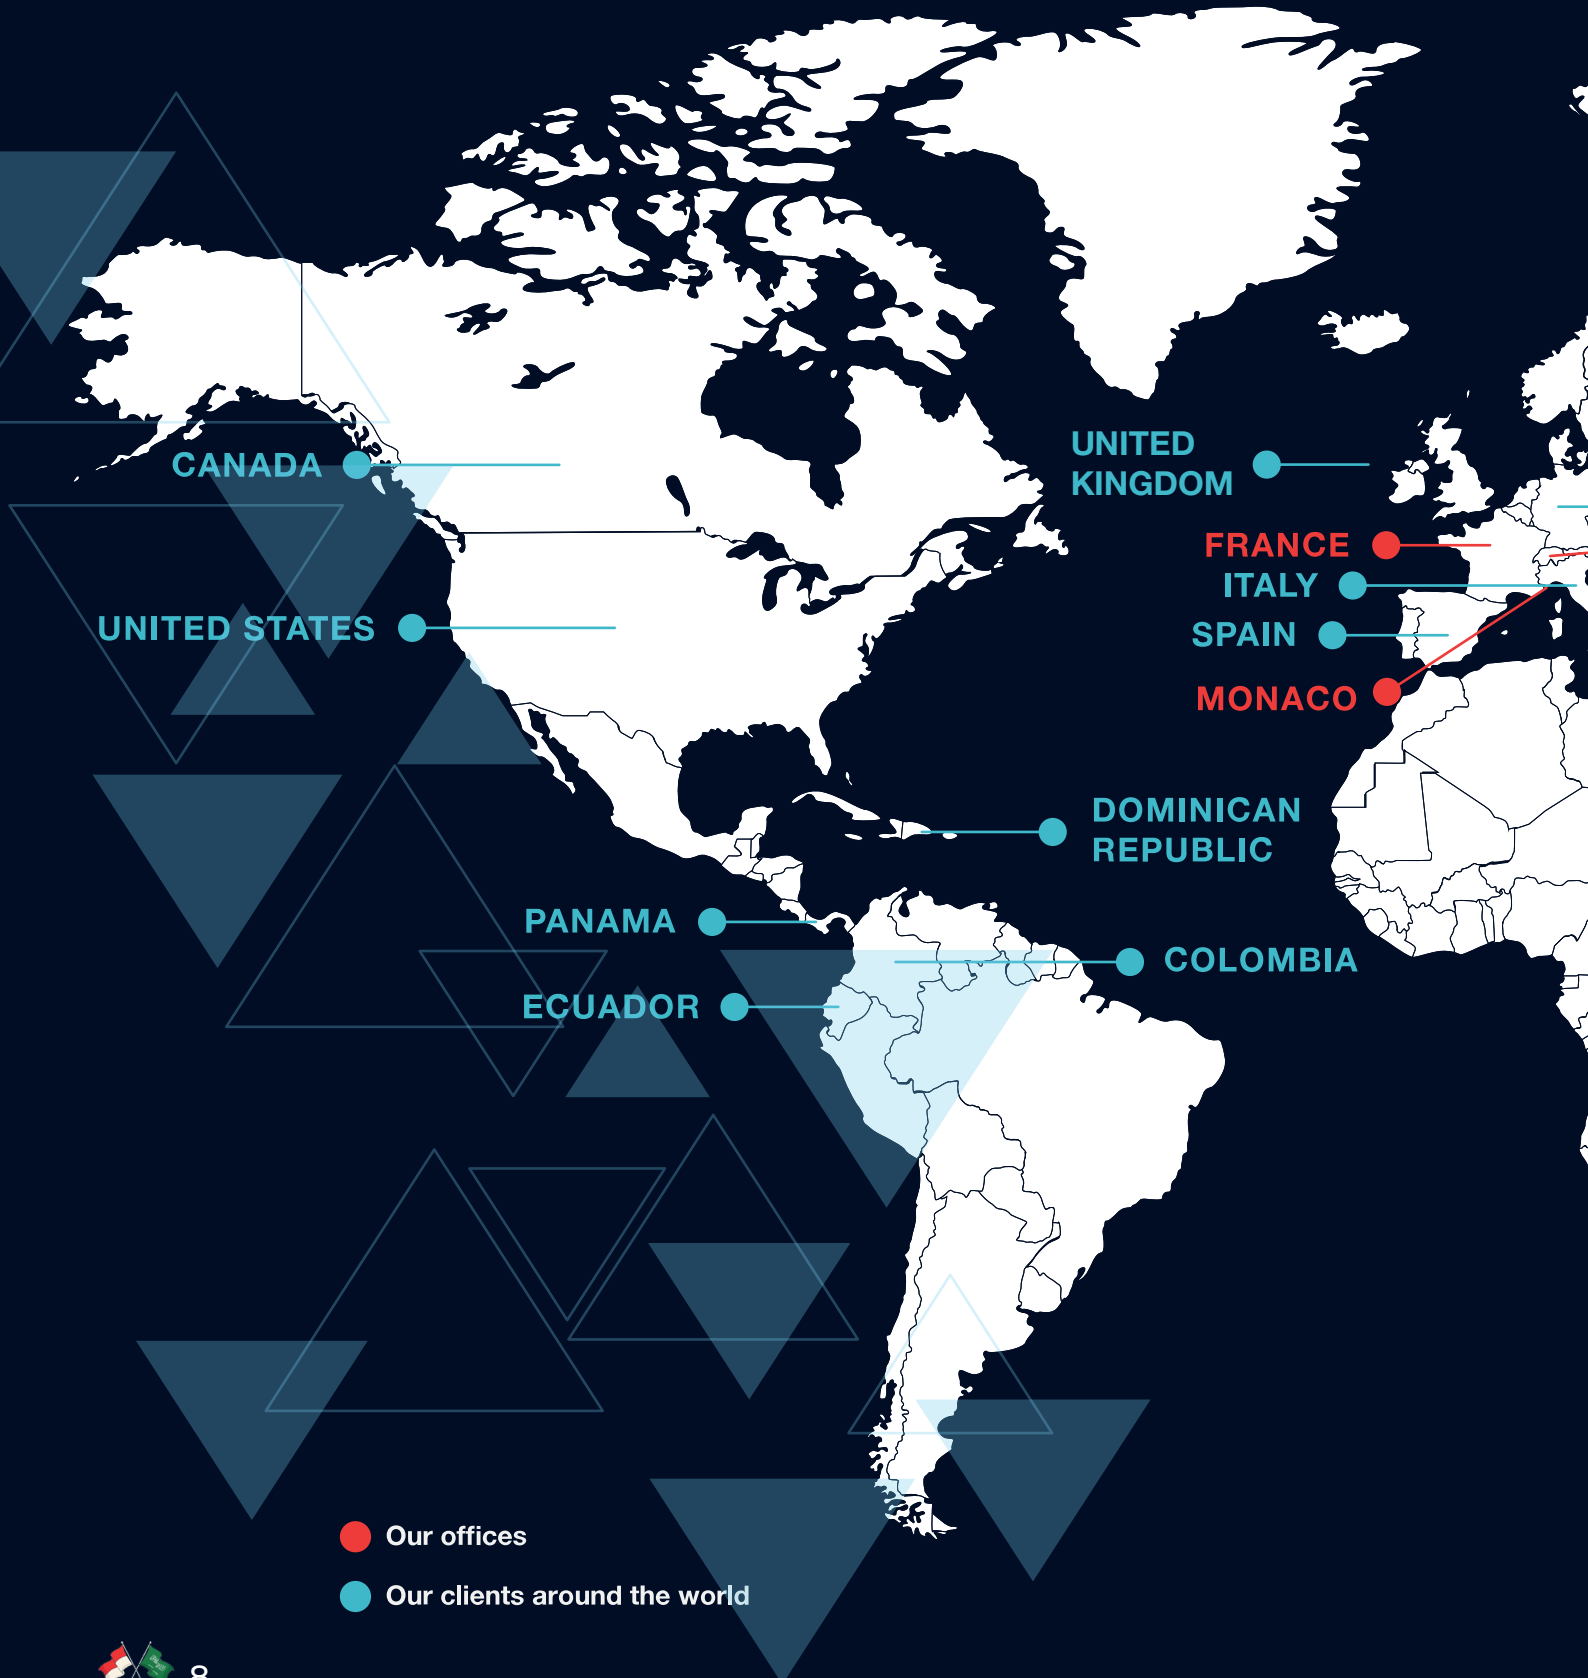 CANADA
UNITED
KINGDOM
FRANCE
ITALY
UNITED STATES
SPAIN
MONACO
DOMINICAN
REPUBLIC
PANAMA
COLOMBIA
ECUADOR
Our offices
Our clients around the world